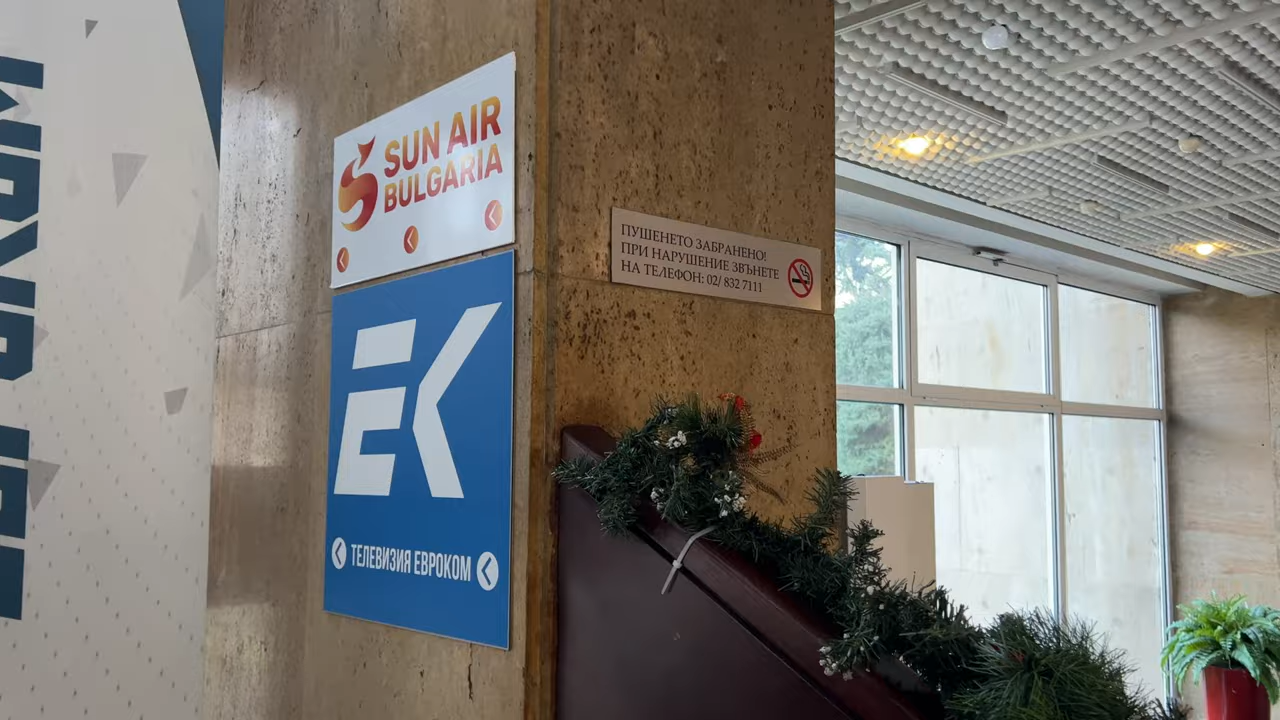 SUN AIR
BULGARIA
EK
ТЕЛЕВИЗИЯ ЕВРОКОМ
ПУШЕНЕТО ЗАБРАНЕНО!
ПРИ НАРУШЕНИЕ ЗВЪНЕТЕ
НА ТЕЛЕФОН: 02/ 832 7111